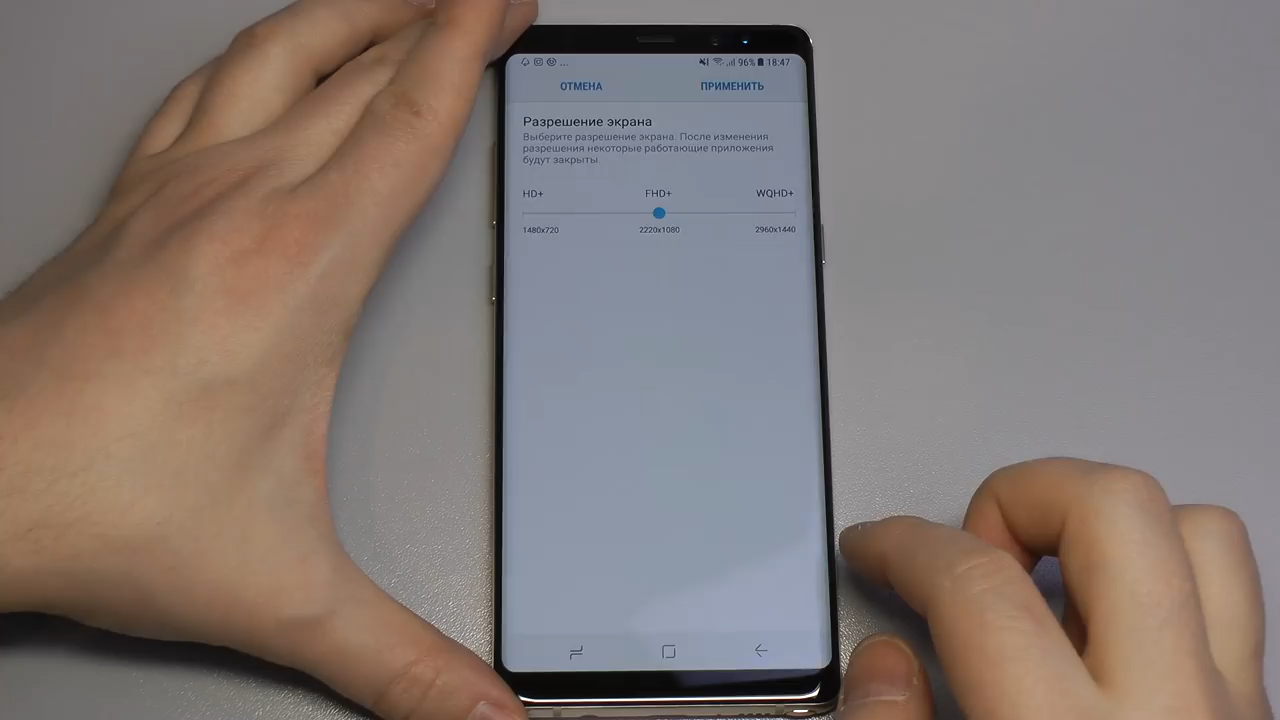 ... 96% 18:47
ОТМЕНА ПРИМЕНИТЬ
Разрешение экрана
Выберите разрешение экрана. После изменения
разрешения некоторые работающие приложения
будут закрыты.
HD+ FHD+ WQHD+
1480x720 2220x1080 2960x1440